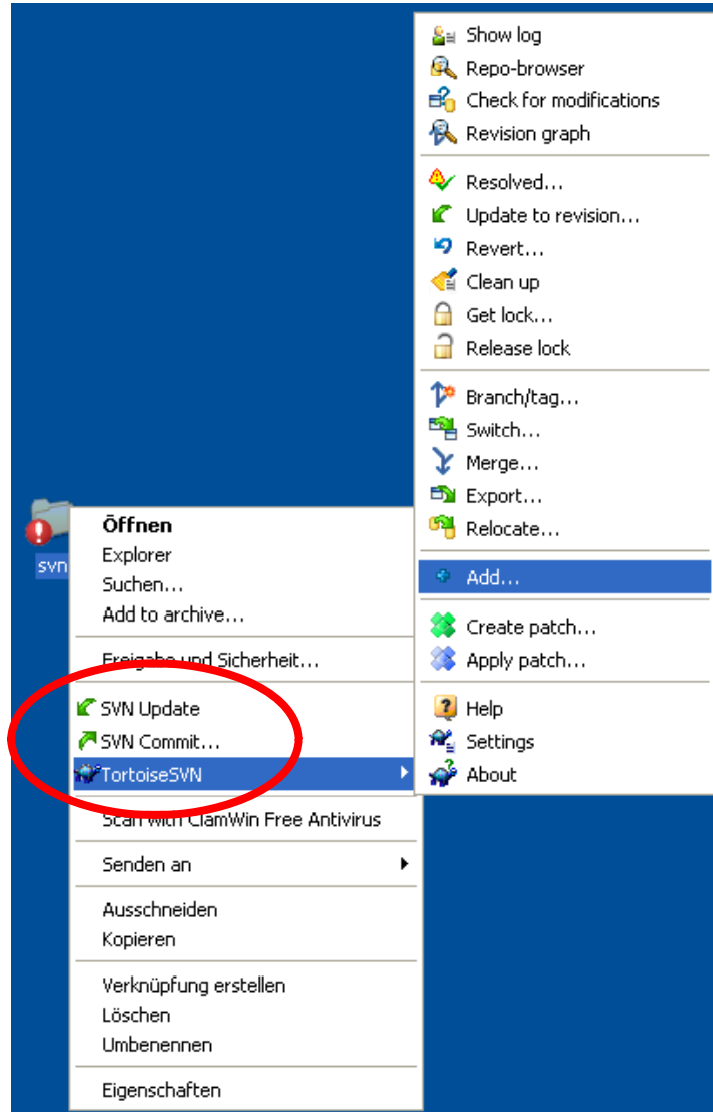 Show log
Repo-browser
Check for modifications
Revision graph
Resolved...
Update to revision...
Revert...
Clean up
Get lock...
Release lock
Branch/tag...
Switch...
Merge...
Export...
Relocate...
Add...
Create patch...
Apply patch...
Help
Settings
About
svn
Öffnen
Explorer
Suchen...
Add to archive...
Freigabe und Sicherheit...
SVN Update
SVN Commit...
TortoiseSVN
Scan with ClamWin Free Antivirus
Senden an
Ausschneiden
Kopieren
Verknüpfung erstellen
Löschen
Umbenennen
Eigenschaften